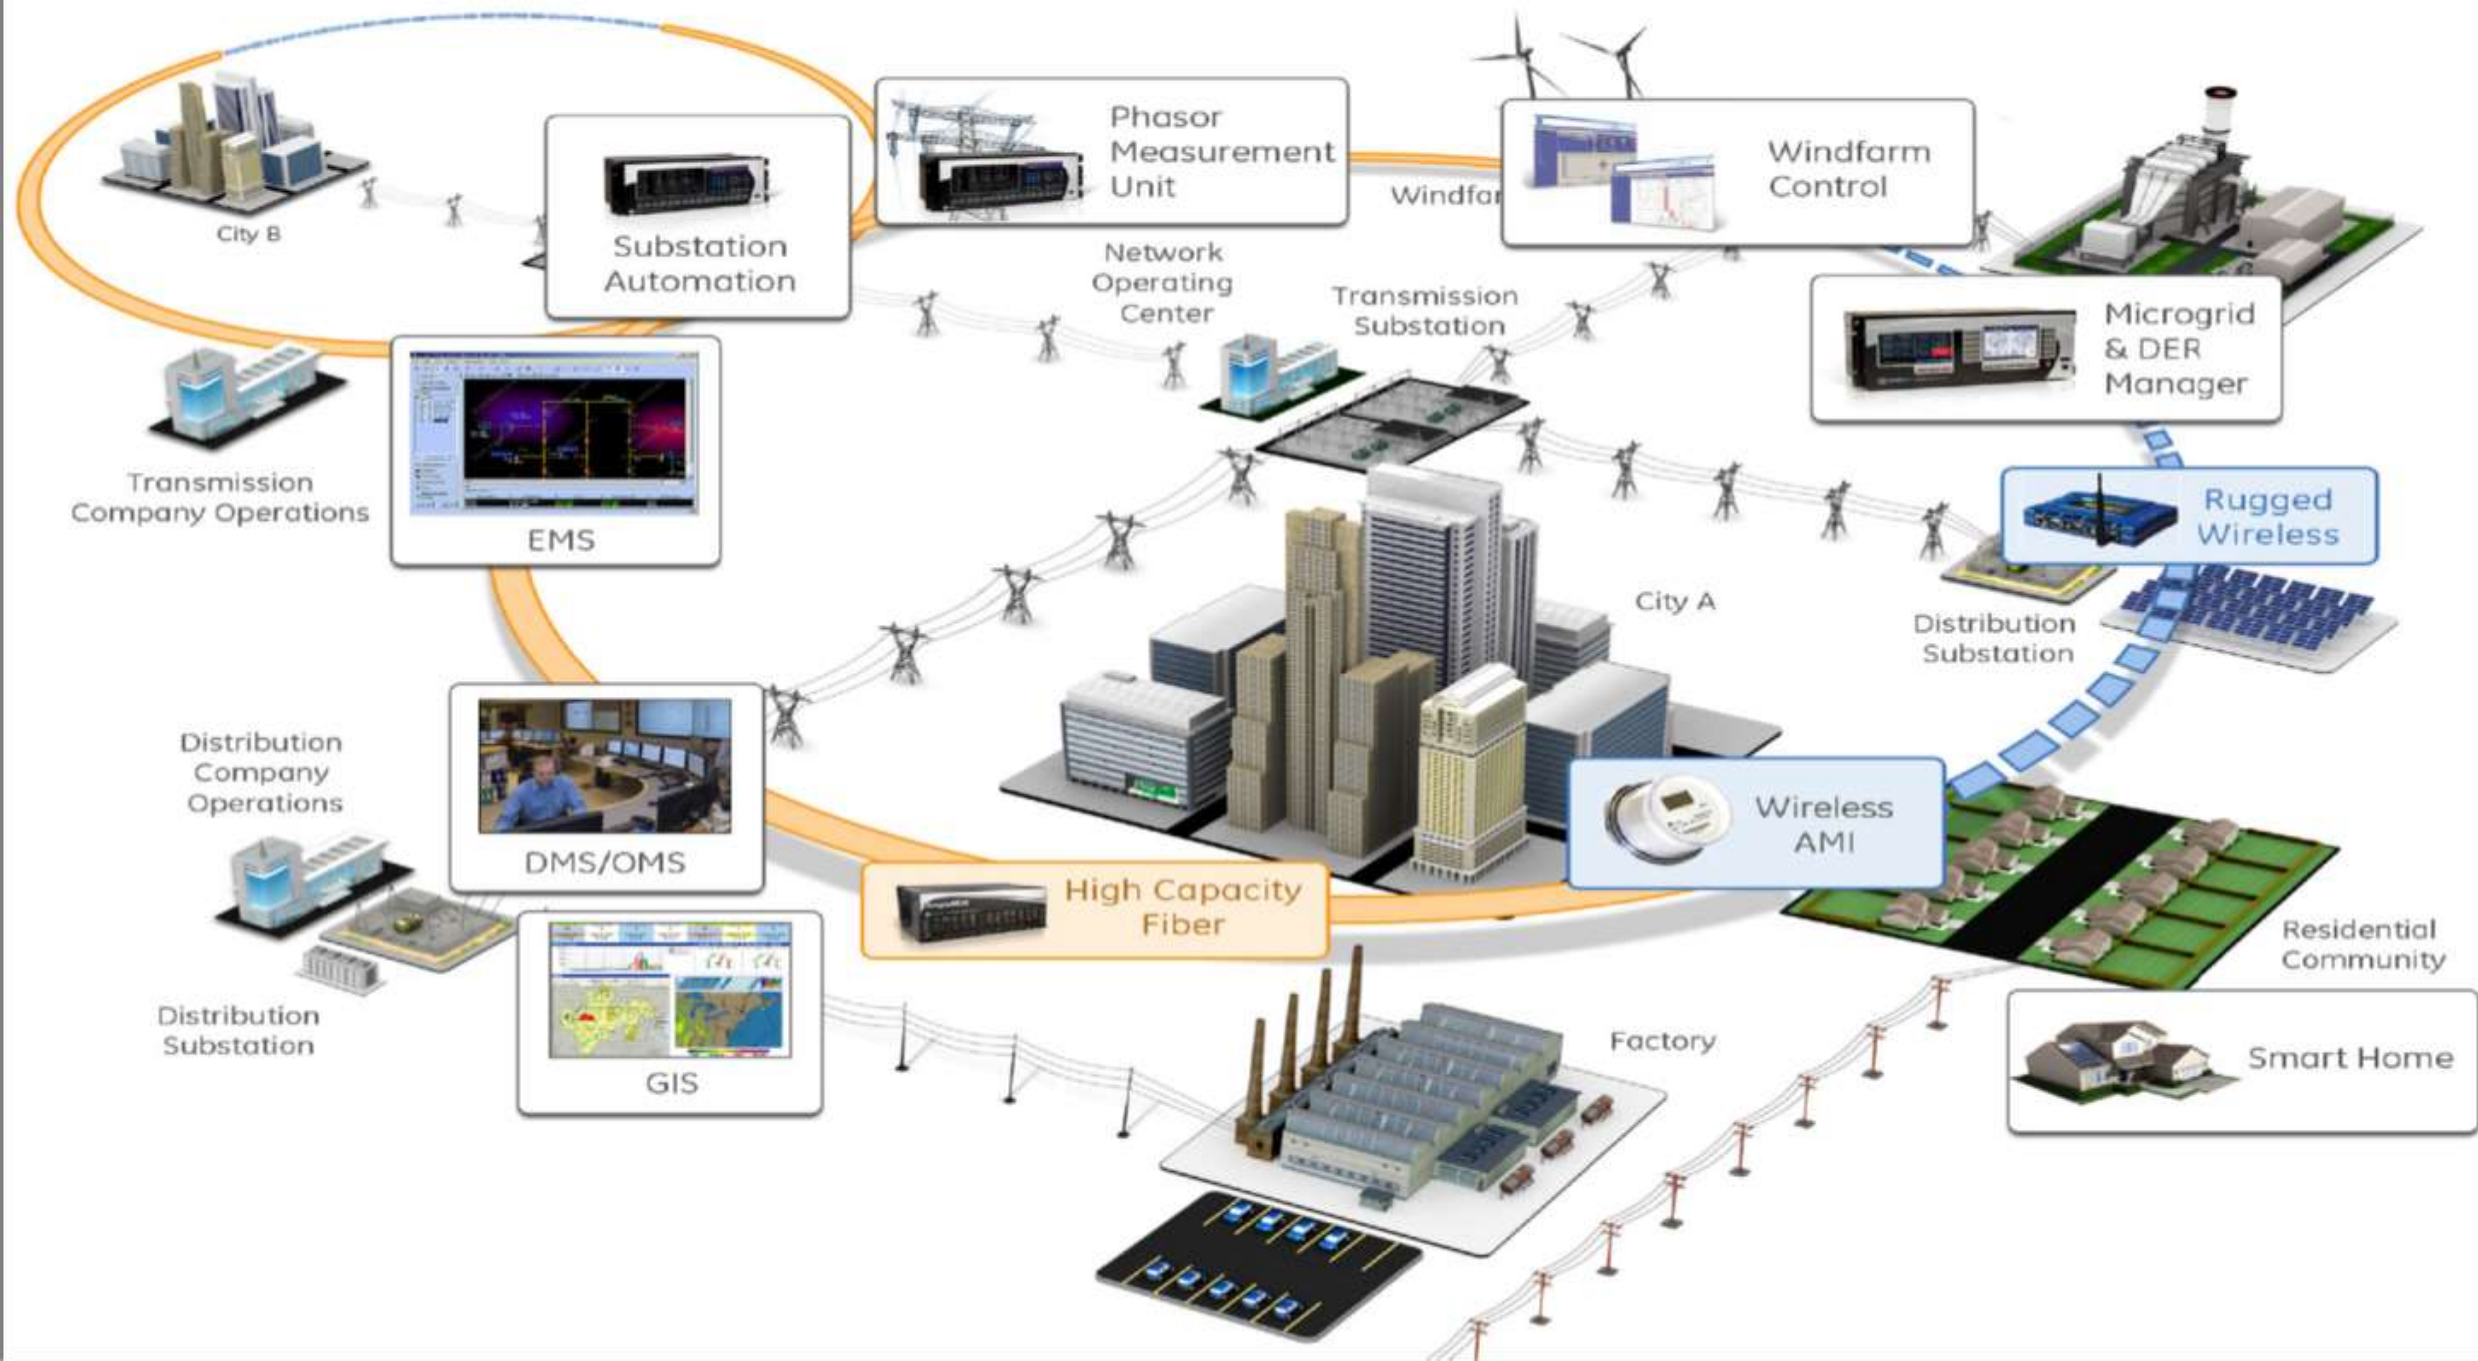 City B
Substation
Automation
Phasor
Measurement
Unit
Windfar
Windfarm
Control
Network
Operating
Center
Transmission
Substation
Microgrid
& DER
Manager
Transmission
Company Operations
EMS
Rugged
Wireless
City A
Distribution
Substation
Distribution
Company
Operations
DMS/OMS
Wireless
AMI
High Capacity
Fiber
Residential
Community
Distribution
Substation
GIS
Factory
Smart Home